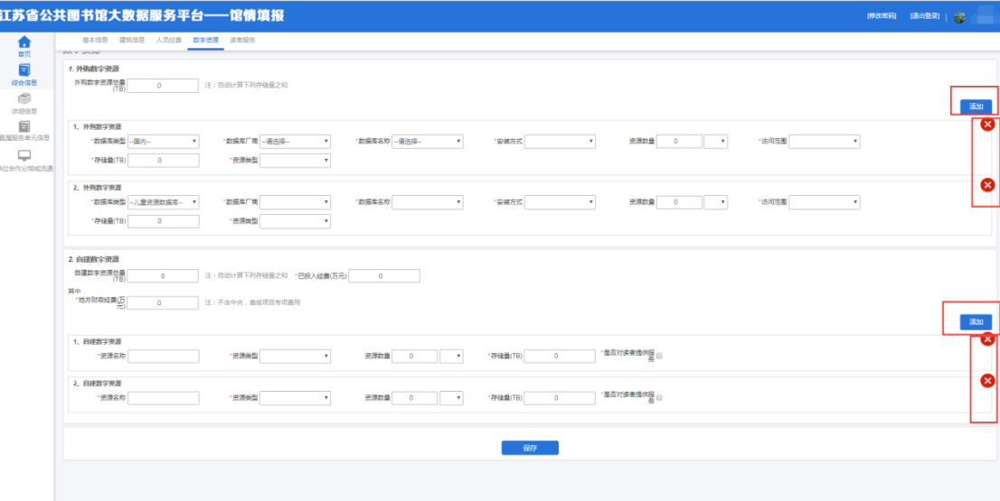 江苏省公共图书馆大数据服务平台——馆情填报
[修改密码] [退出登录] |
基本信息 建筑信息 人员经费 数字资源 读者服务
首页
综合信息
详细信息
直属服务单元信息
单位合作分馆或流通
数字资源
1. 外购数字资源
外购数字资源总量(TB) 0 注：自动计算下列存储量之和
添加
1、外购数字资源
*数据库类型 --国内-- *数据库厂商 --请选择-- *数据库名称 --请选择-- *安装方式 资源数量 0 *访问范围
*存储量(TB) 0 *资源类型
2、外购数字资源
*数据库类型 --儿童资源数据库-- *数据库厂商 *数据库名称 *安装方式 资源数量 0 *访问范围
*存储量(TB) 0 *资源类型
2. 自建数字资源
自建数字资源总量(TB) 0 注：自动计算下列存储量之和 *已投入经费(万元) 0
其中
*地方财政经费(万元) 0 注：不含中央，省级项目专项费用
添加
1、自建数字资源
*资源名称 *资源类型 资源数量 0 *存储量(TB) 0 *是否对读者提供服务
2、自建数字资源
*资源名称 *资源类型 资源数量 0 *存储量(TB) 0 *是否对读者提供服务
保存